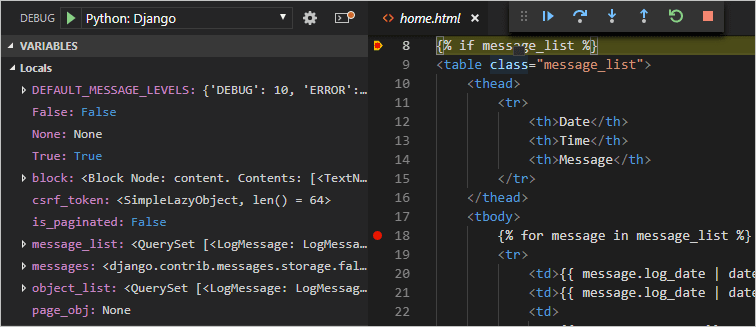 DEBUG Python: Django
VARIABLES
Locals
DEFAULT_MESSAGE_LEVELS: {'DEBUG': 10, 'ERROR':…
False: False
None: None
True: True
block: <Block Node: content. Contents: [<TextN…
csrf_token: <SimpleLazyObject, len() = 64>
is_paginated: False
message_list: <QuerySet [<LogMessage: LogMessa…
messages: <django.contrib.messages.storage.fal…
object_list: <QuerySet [<LogMessage: LogMessag…
page_obj: None
home.html
8 {% if message_list %}
9 <table class="message_list">
10 <thead>
11 <tr>
12 <th>Date</th>
13 <th>Time</th>
14 <th>Message</th>
15 </tr>
16 </thead>
17 <tbody>
18 {% for message in message_list %}
19 <tr>
20 <td>{{ message.log_date | date
21 <td>{{ message.log_date | date
22 <td>